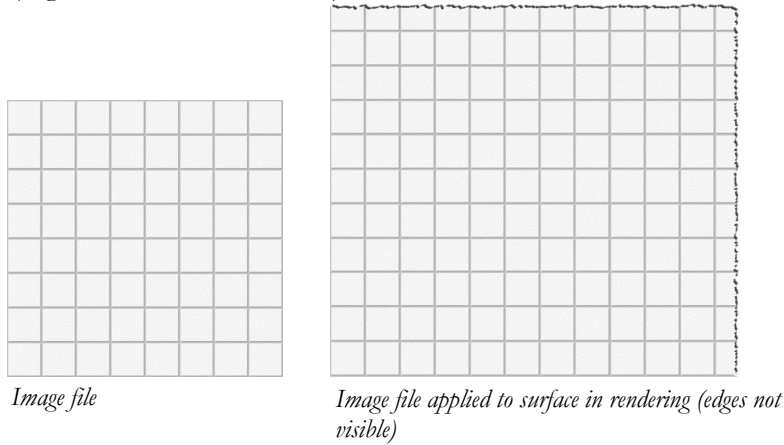 Image file
Image file applied to surface in rendering (edges not
visible)